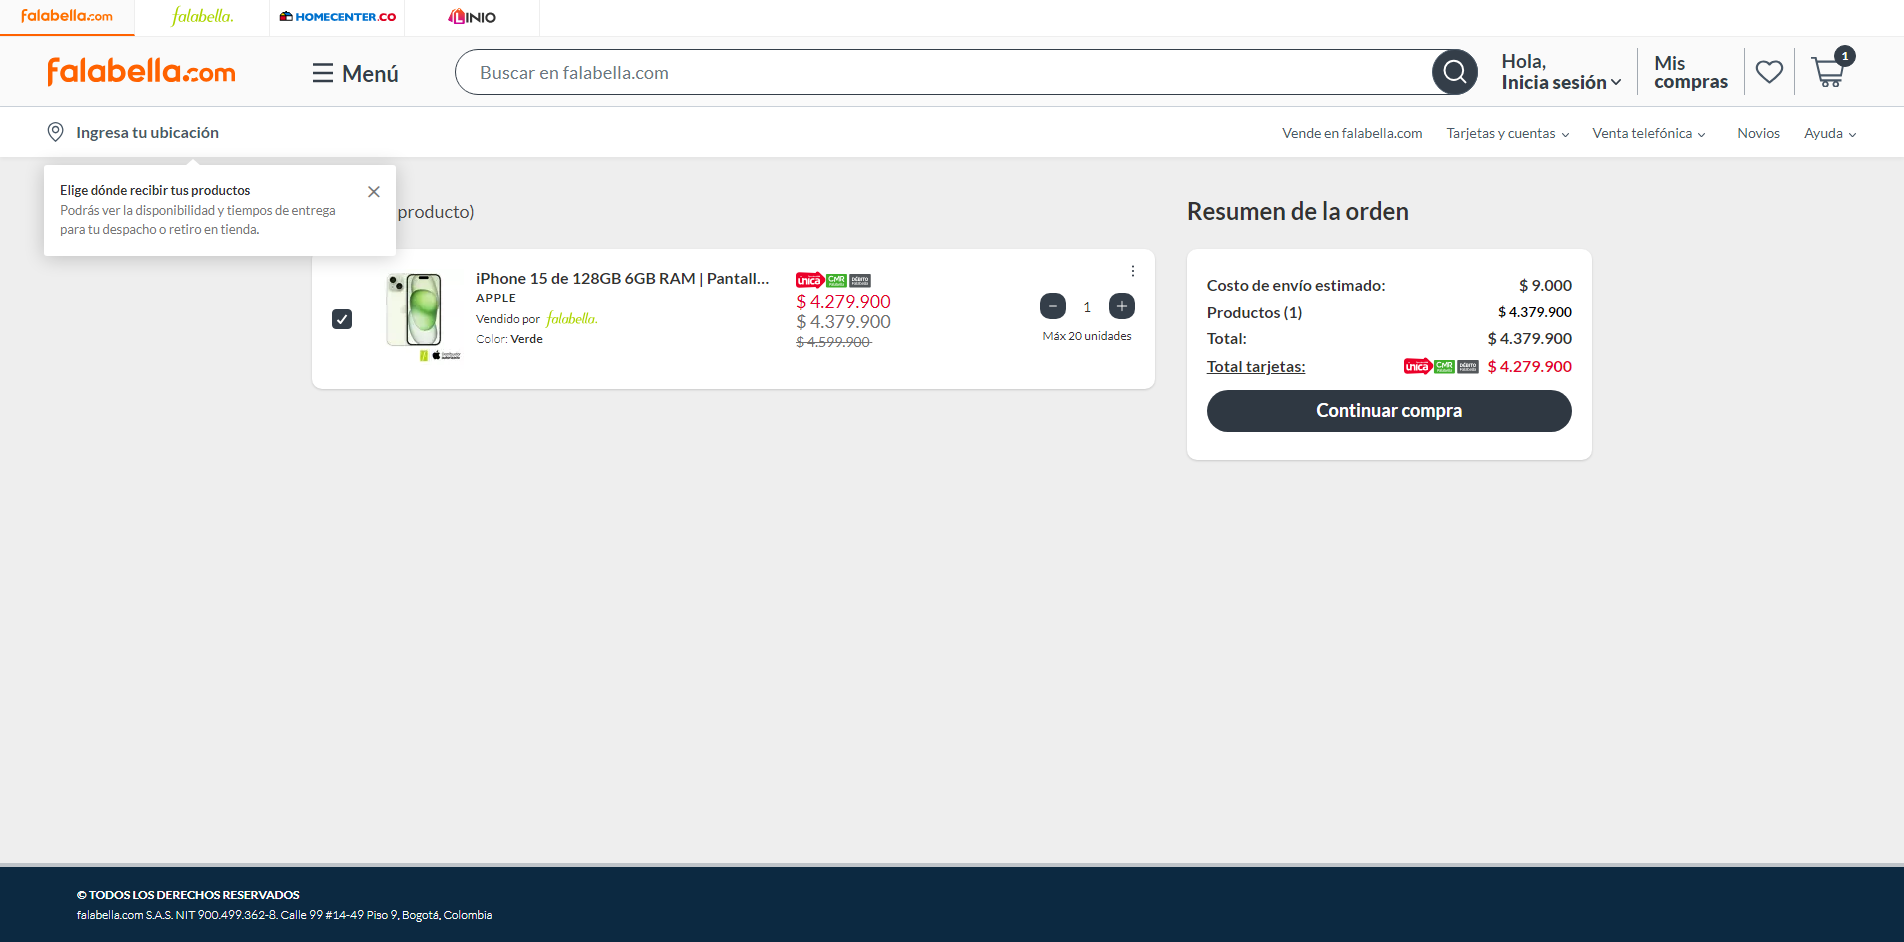 falabella.com
falabella.
HOMECENTER.CO
LINIO
falabella.com
Menú
Buscar en falabella.com
Hola,
Inicia sesión
Mis
compras
1
Ingresa tu ubicación
Vende en falabella.com
Tarjetas y cuentas
Venta telefónica
Novios
Ayuda
Elige dónde recibir tus productos
Podrás ver la disponibilidad y tiempos de entrega
para tu despacho o retiro en tienda.
producto)
iPhone 15 de 128GB 6GB RAM | Pantall...
APPLE
Vendido por falabella.
Color: Verde
única CMR DÉBITO
$ 4.279.900
$ 4.379.900
$ 4.599.900
1
Máx 20 unidades
Resumen de la orden
Costo de envío estimado: $ 9.000
Productos (1) $ 4.379.900
Total: $ 4.379.900
Total tarjetas: única CMR DÉBITO $ 4.279.900
Continuar compra
© TODOS LOS DERECHOS RESERVADOS
falabella.com S.A.S. NIT 900.499.362-8. Calle 99 #14-49 Piso 9, Bogotá, Colombia